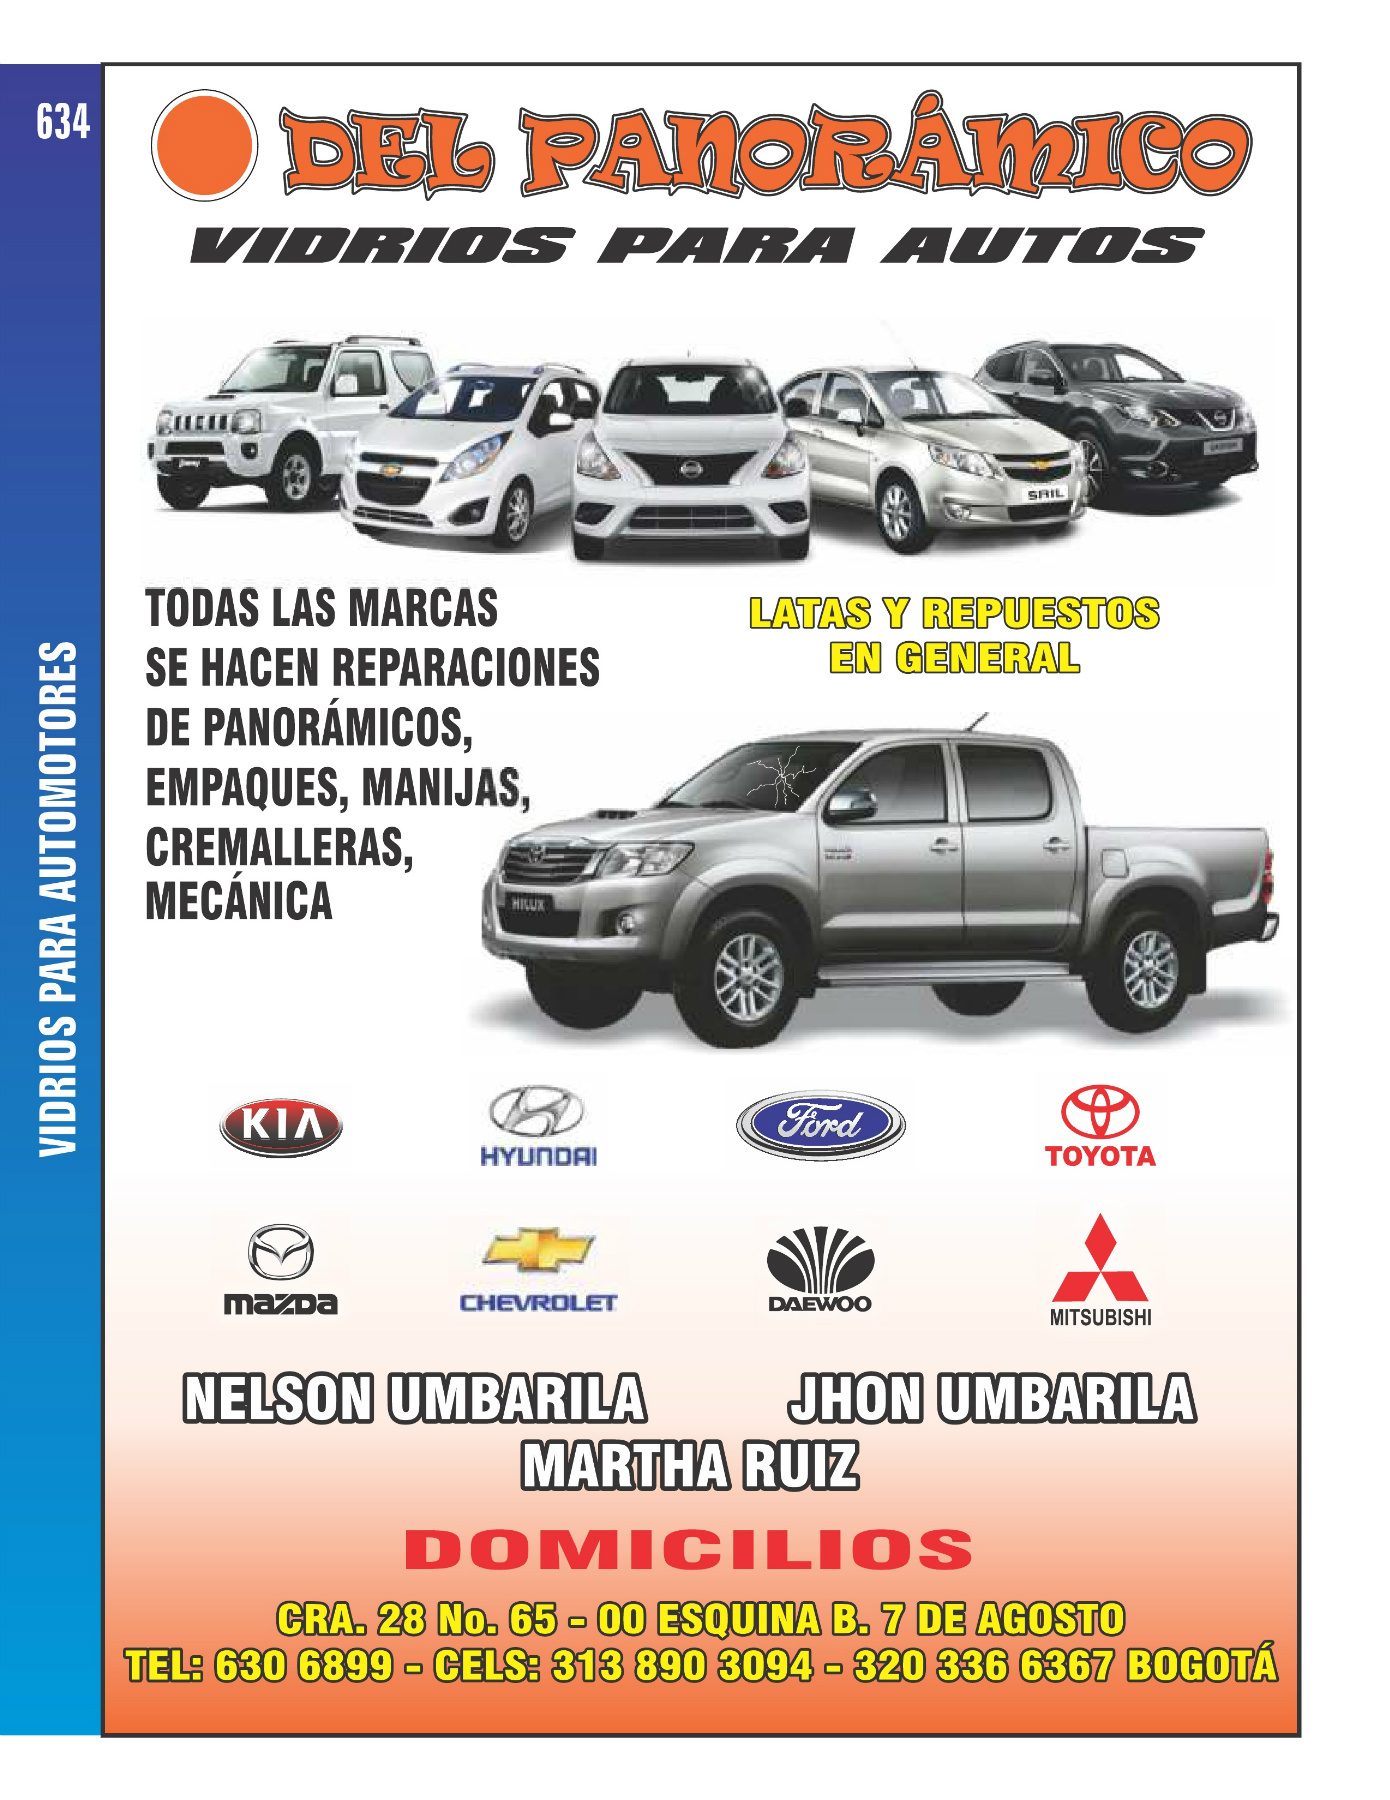 634
VIDRIOS PARA AUTOMOTORES
DEL PANORÁMICO
VIDRIOS PARA AUTOS
Jimny
SAIL
TODAS LAS MARCAS
SE HACEN REPARACIONES
DE PANORÁMICOS,
EMPAQUES, MANIJAS,
CREMALLERAS,
MECÁNICA
LATAS Y REPUESTOS
EN GENERAL
HILUX
KIA
HYUNDAI
Ford
TOYOTA
mazda
CHEVROLET
DAEWOO
MITSUBISHI
NELSON UMBARILA
JHON UMBARILA
MARTHA RUIZ
DOMICILIOS
CRA. 28 No. 65 - 00 ESQUINA B. 7 DE AGOSTO
TEL: 630 6899 - CELS: 313 890 3094 - 320 336 6367 BOGOTÁ